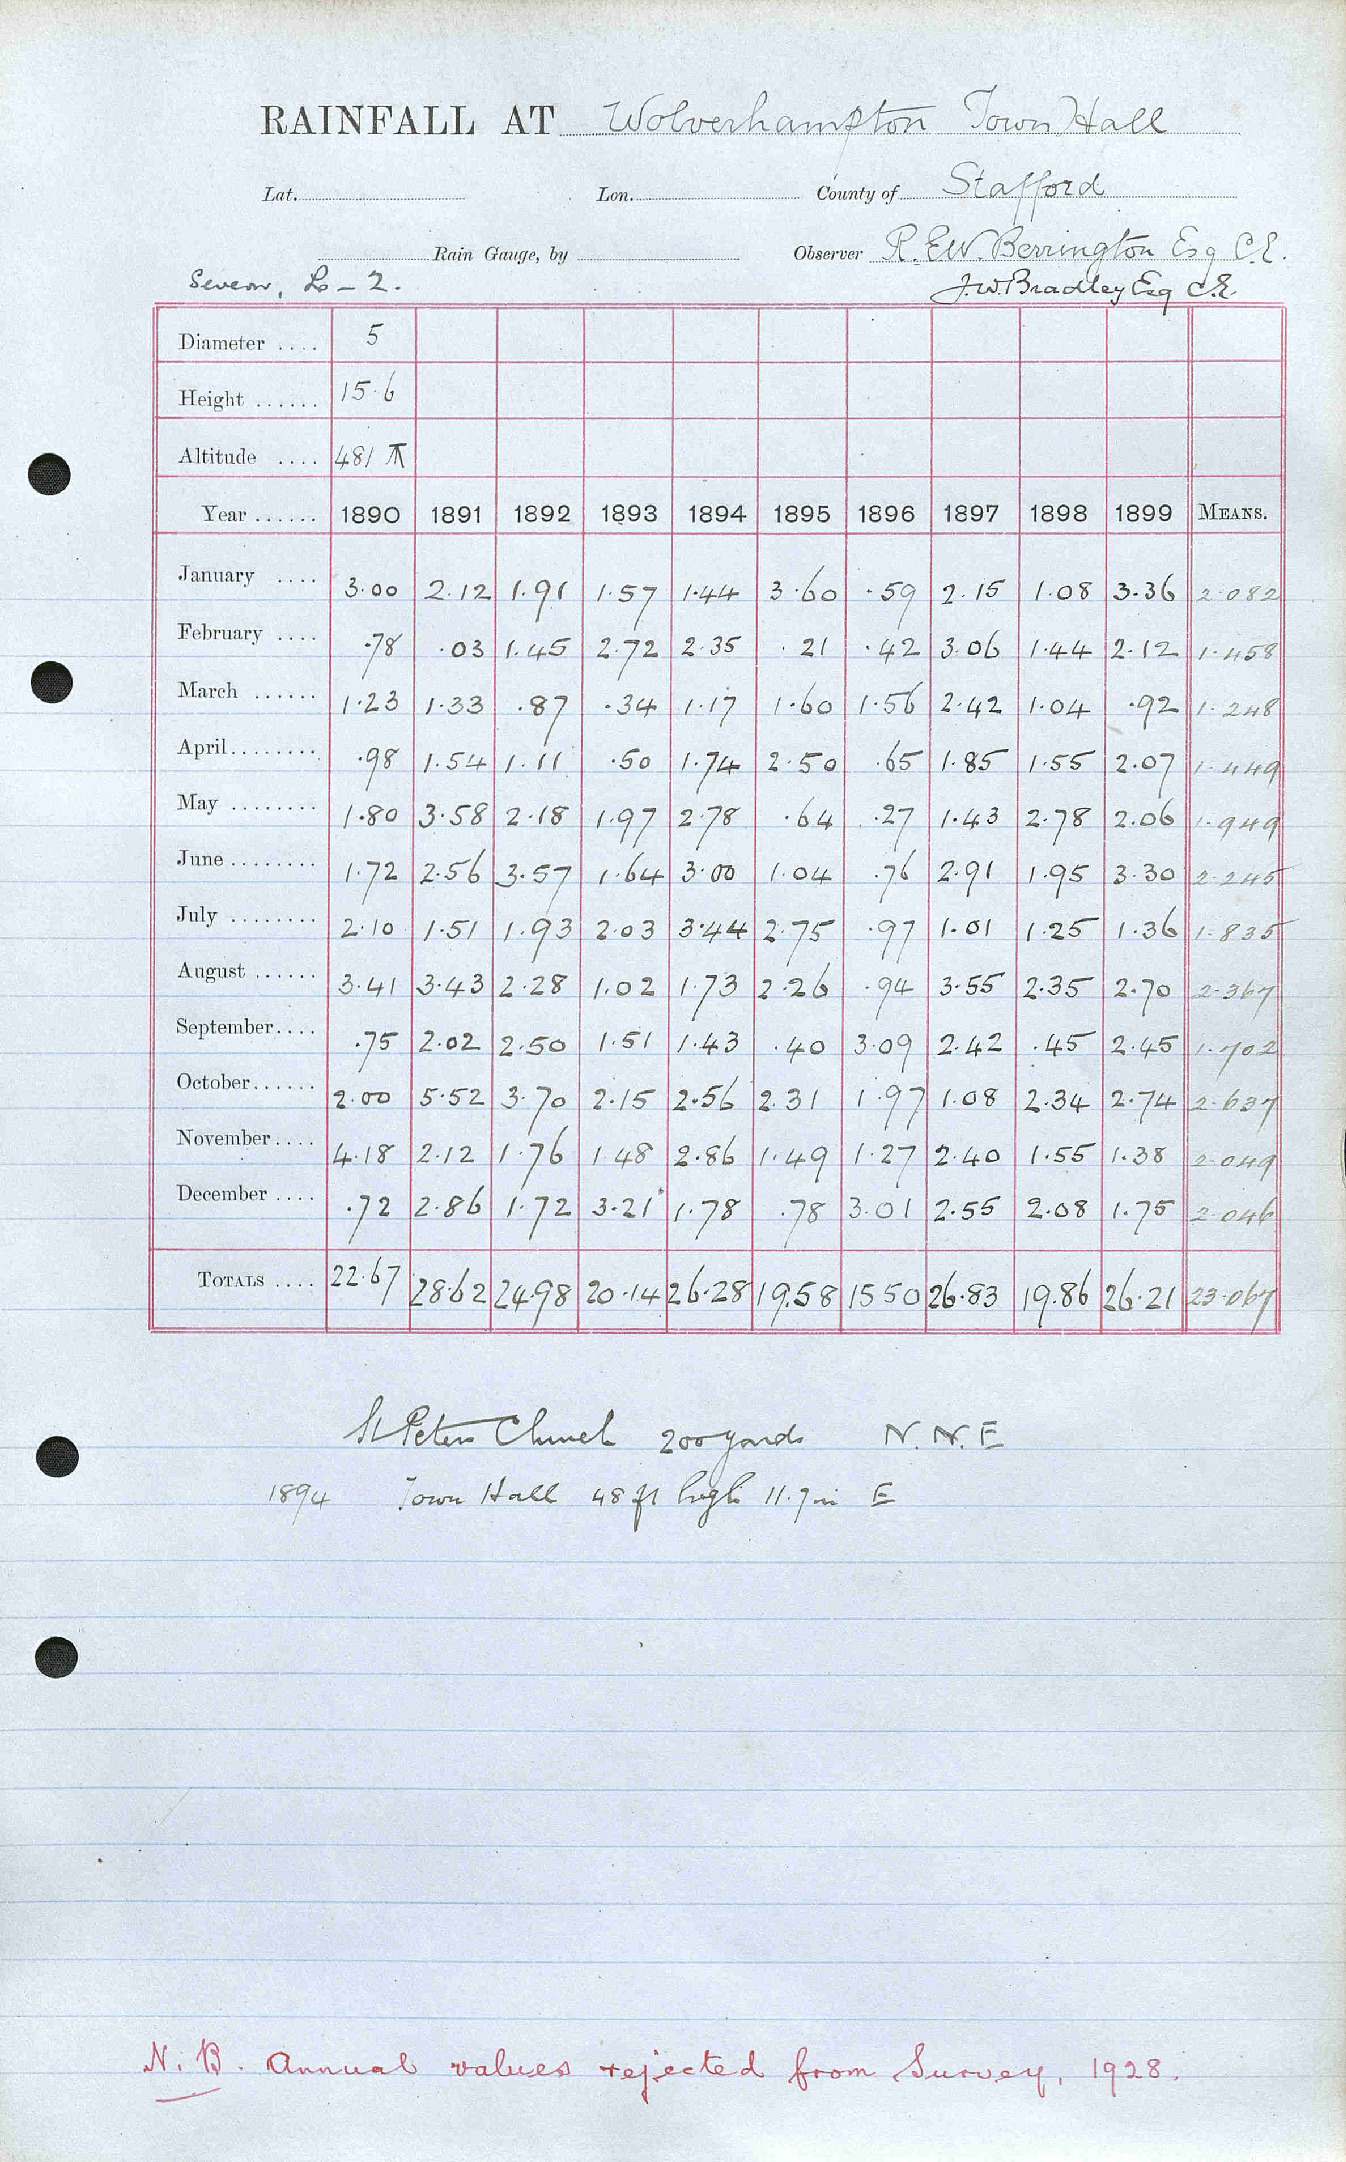 RAINFALL AT Wolverhampton Town Hall
Lat. Lon. County of Stafford
Rain Gauge, by Observer R. E.W. Berrington Esq C.E.
Severn, L - 2. J.W. Bradley Esq C.E
Diameter .... 5
Height ...... 15.6
Altitude .... 481
Year ...... 1890 1891 1892 1893 1894 1895 1896 1897 1898 1899 MEANS.
January .... 3.00 2.12 1.91 1.57 1.44 3.60 .59 2.15 1.08 3.36 2.082
February .... .78 .03 1.45 2.72 2.35 .21 .42 3.06 1.44 2.12 1.458
March ...... 1.23 1.33 .87 .34 1.17 1.60 1.56 2.42 1.04 .92 1.248
April ........ .98 1.54 1.11 .50 1.74 2.50 .65 1.85 1.55 2.07 1.449
May ........ 1.80 3.58 2.18 1.97 2.78 .64 .27 1.43 2.78 2.06 1.949
June ........ 1.72 2.56 3.57 1.64 3.00 1.04 .76 2.91 1.95 3.30 2.245
July ........ 2.10 1.51 1.93 2.03 3.44 2.75 .97 1.01 1.25 1.36 1.835
August ...... 3.41 3.43 2.28 1.02 1.73 2.26 .94 3.55 2.35 2.70 2.367
September.... .75 2.02 2.50 1.51 1.43 .40 3.09 2.42 .45 2.45 1.702
October...... 2.00 5.52 3.70 2.15 2.56 2.31 1.97 1.08 2.34 2.74 2.637
November.... 4.18 2.12 1.76 1.48 2.86 1.49 1.27 2.40 1.55 1.38 2.049
December .... .72 2.86 1.72 3.21 1.78 .78 3.01 2.55 2.08 1.75 2.046
TOTALS .... 22.67 28.62 24.98 20.14 26.28 19.58 15 50 26.83 19.86 26.21 23.067
St Peters Church 200 yards N. N. E
1894 Town Hall 48 ft high 11.7 in E
N. B. Annual values rejected from Survey, 1928.